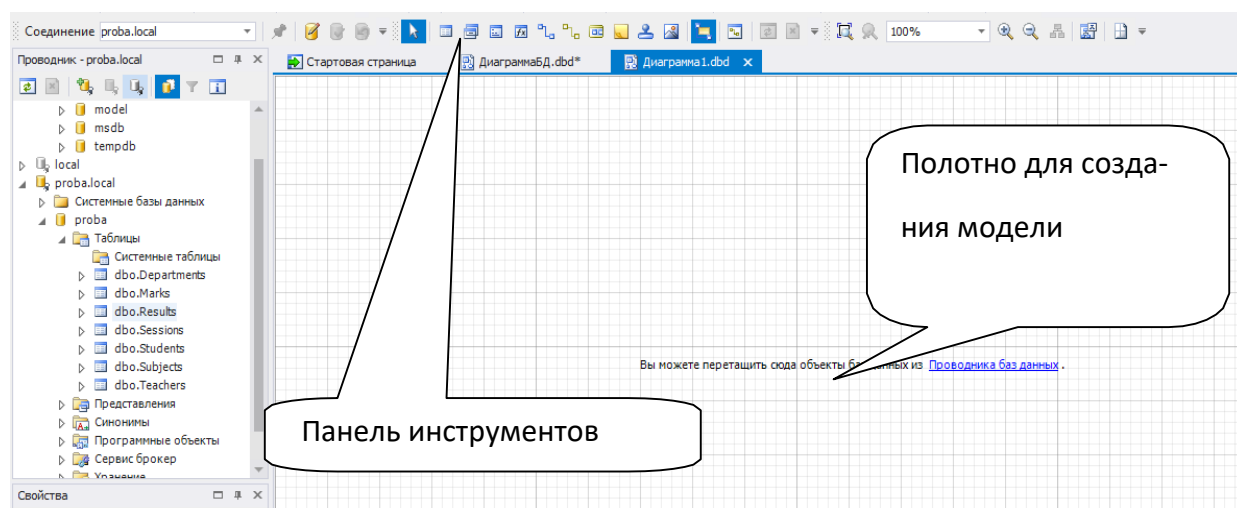 Соединение proba.local
100%
Проводник - proba.local
Стартовая страница
ДиаграммаБД.dbd*
Диаграмма1.dbd
model
msdb
tempdb
local
proba.local
Системные базы данных
proba
Таблицы
Системные таблицы
dbo.Departments
dbo.Marks
dbo.Results
dbo.Sessions
dbo.Students
dbo.Subjects
dbo.Teachers
Представления
Синонимы
Программные объекты
Сервис брокер
Хранение
Свойства
Полотно для созда-
ния модели
Вы можете перетащить сюда объекты баз данных из Проводника баз данных .
Панель инструментов